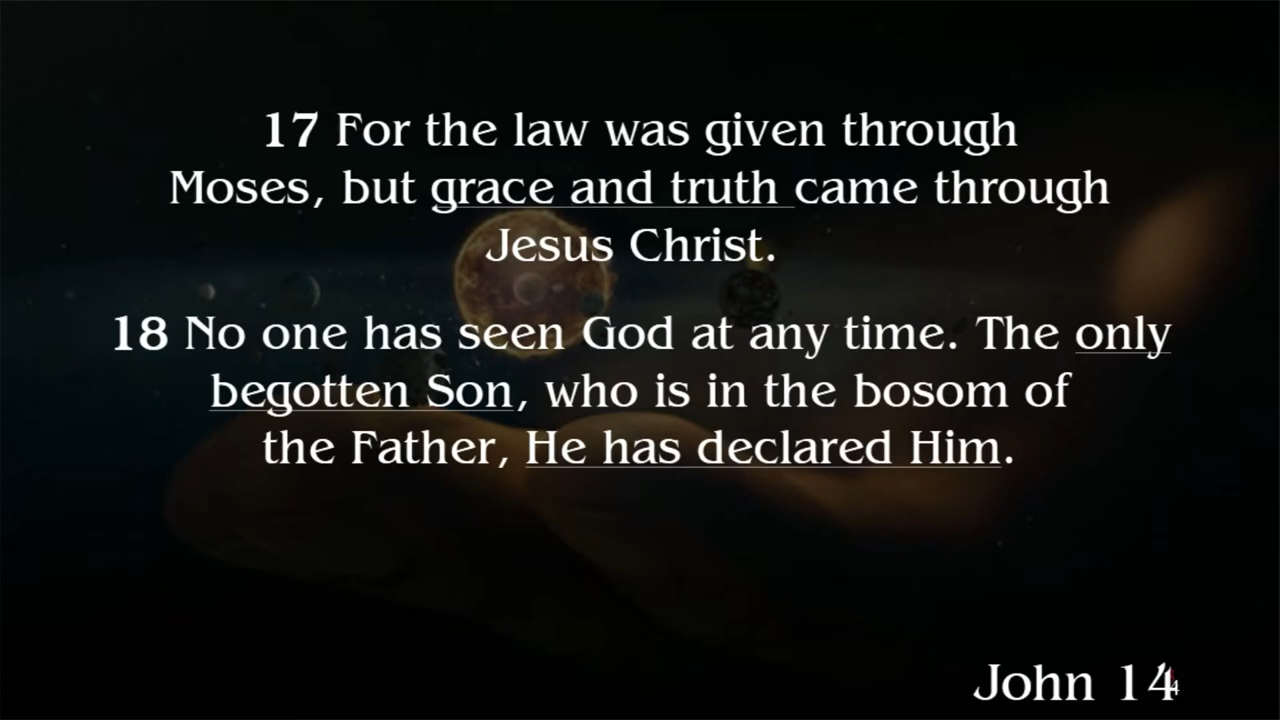 17 For the law was given through
Moses, but grace and truth came through
Jesus Christ.
18 No one has seen God at any time. The only
begotten Son, who is in the bosom of
the Father, He has declared Him.
John 14
4